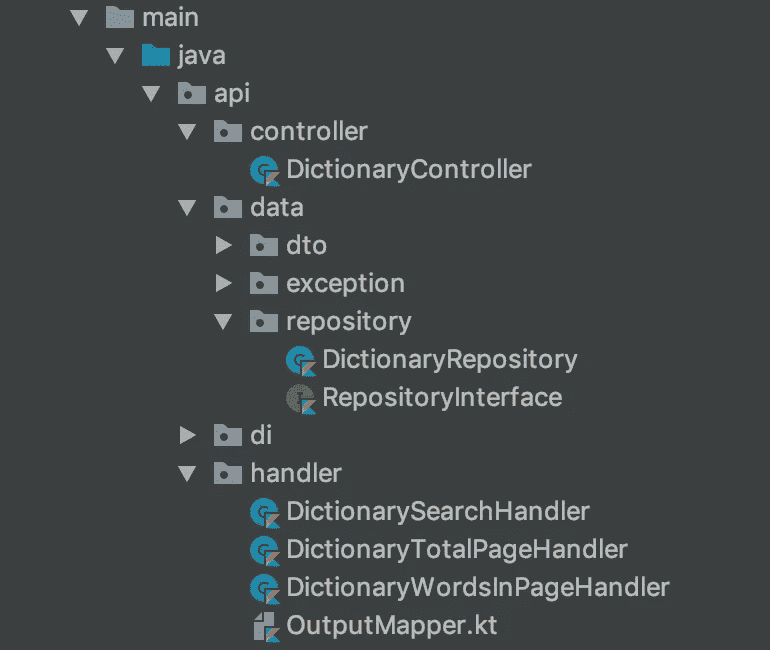 main
java
api
controller
DictionaryController
data
dto
exception
repository
DictionaryRepository
RepositoryInterface
di
handler
DictionarySearchHandler
DictionaryTotalPageHandler
DictionaryWordsInPageHandler
OutputMapper.kt